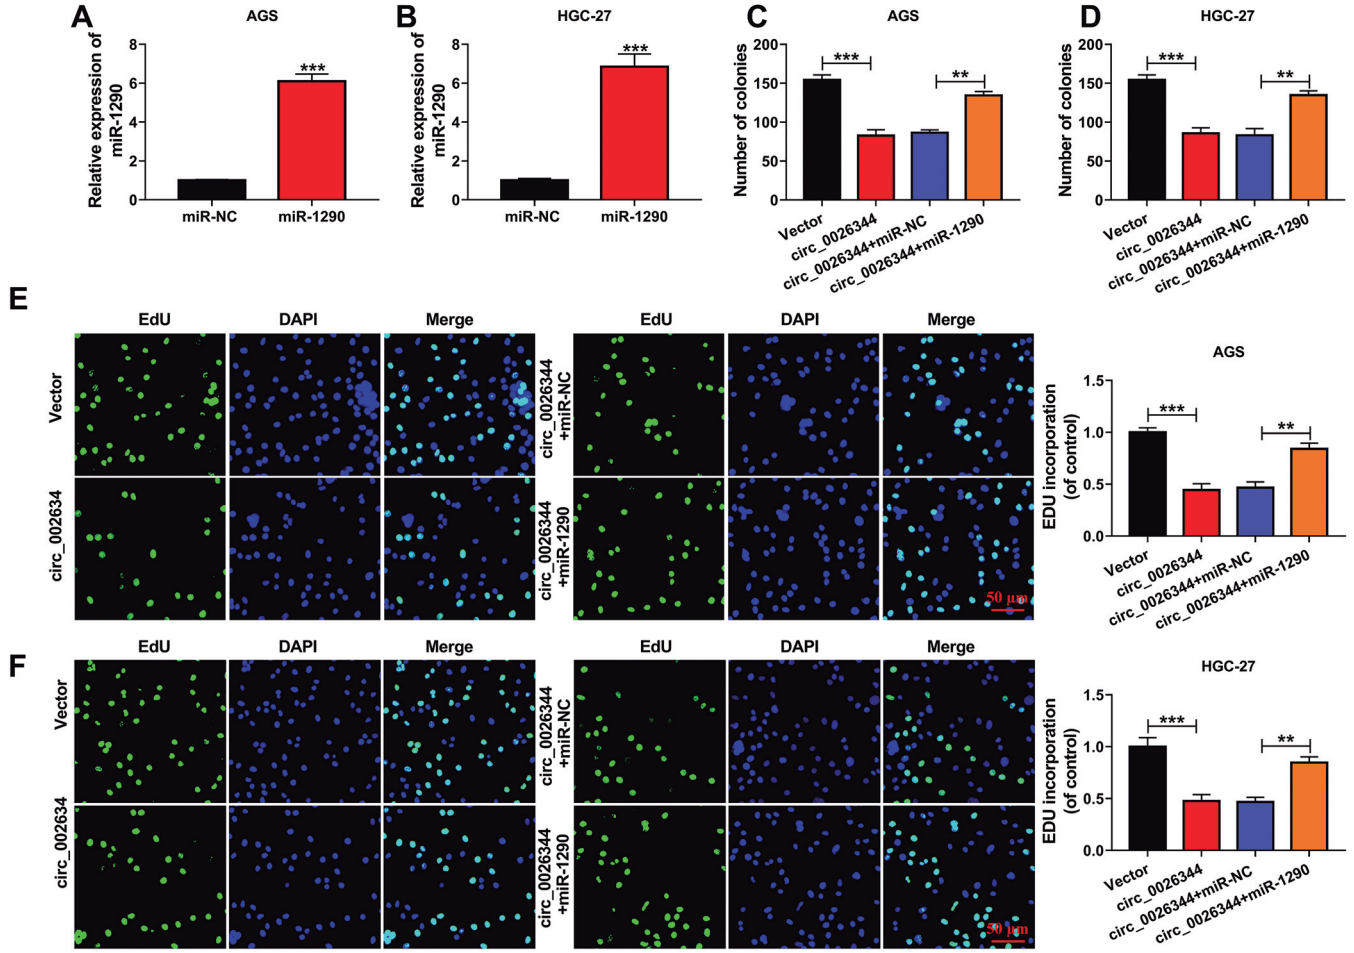 A
AGS
Relative expression of
miR-1290
8
6
4
2
0
***
miR-NC
miR-1290
B
HGC-27
Relative expression of
miR-1290
8
6
4
2
0
***
miR-NC
miR-1290
C
AGS
Number of colonies
200
150
100
50
0
***
**
Vector
circ_0026344
circ_0026344+miR-NC
circ_0026344+miR-1290
D
HGC-27
Number of colonies
200
150
100
50
0
***
**
Vector
circ_0026344
circ_0026344+miR-NC
circ_0026344+miR-1290
E
EdU
DAPI
Merge
EdU
DAPI
Merge
Vector
circ_002634
circ_0026344
+miR-NC
circ_0026344
+miR-1290
50 μm
AGS
EDU incorporation
(of control)
1.5
1.0
0.5
0.0
***
**
Vector
circ_0026344
circ_0026344+miR-NC
circ_0026344+miR-1290
F
EdU
DAPI
Merge
EdU
DAPI
Merge
Vector
circ_002634
circ_0026344
+miR-NC
circ_0026344
+miR-1290
50 μm
HGC-27
EDU incorporation
(of control)
1.5
1.0
0.5
0.0
***
**
Vector
circ_0026344
circ_0026344+miR-NC
circ_0026344+miR-1290